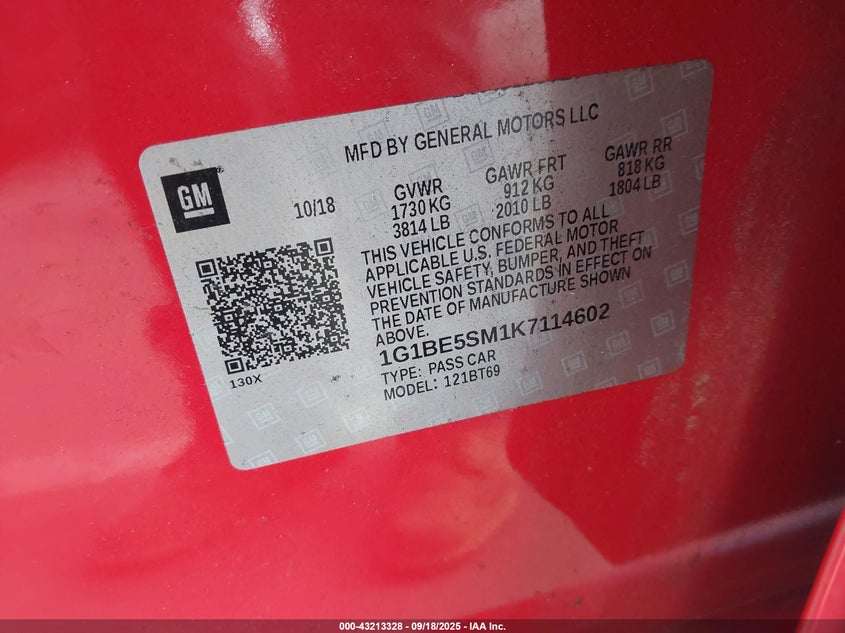 MFD BY GENERAL MOTORS LLC
GM
10/18
GVWR
1730 KG
3814 LB
GAWR FRT
912 KG
2010 LB
GAWR RR
818 KG
1804 LB
THIS VEHICLE CONFORMS TO ALL
APPLICABLE U.S. FEDERAL MOTOR
VEHICLE SAFETY, BUMPER, AND THEFT
PREVENTION STANDARDS IN EFFECT ON
THE DATE OF MANUFACTURE SHOWN
ABOVE.
1G1BE5SM1K7114602
TYPE: PASS CAR
MODEL: 121BT69
130X
000-43213328 - 09/18/2025 - IAA Inc.